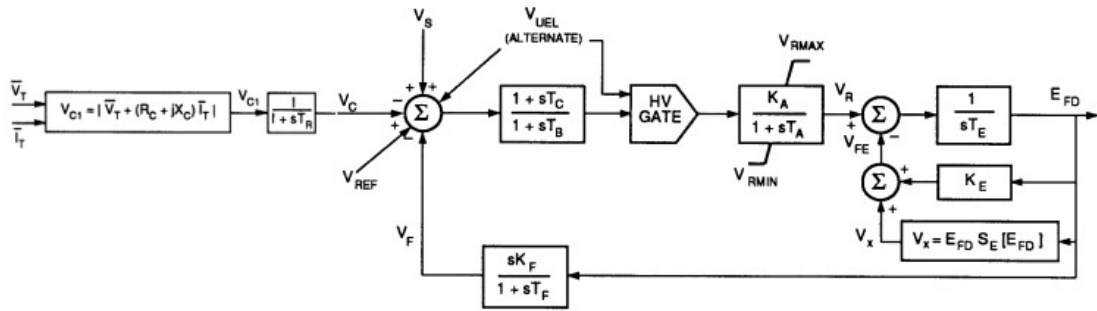 V_S
V_UEL
(ALTERNATE)
V_RMAX
V̅_T
I̅_T
V_C1 = | V̅_T + (R_C + jX_C) I̅_T |
V_C1
1
1 + sT_R
V_C
- + +
+
-
Σ
V_REF
1 + sT_C
1 + sT_B
HV
GATE
K_A
1 + sT_A
V_RMIN
V_R
+
Σ
-
V_FE
1
sT_E
E_FD
Σ
+
+
K_E
V_X
V_X = E_FD S_E [E_FD]
V_F
sK_F
1 + sT_F